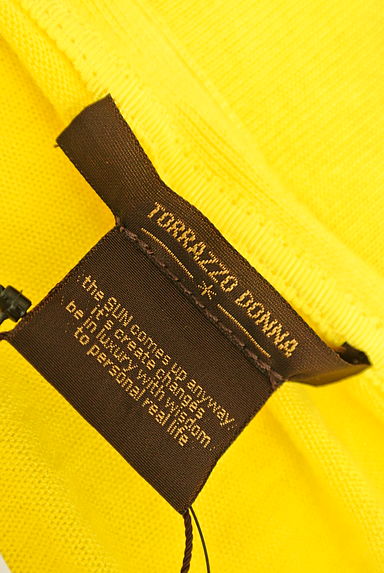 TORRAZZO DONNA
the SUN comes up anyway.
it's create changes
be in luxury with wisdom
to personal real life